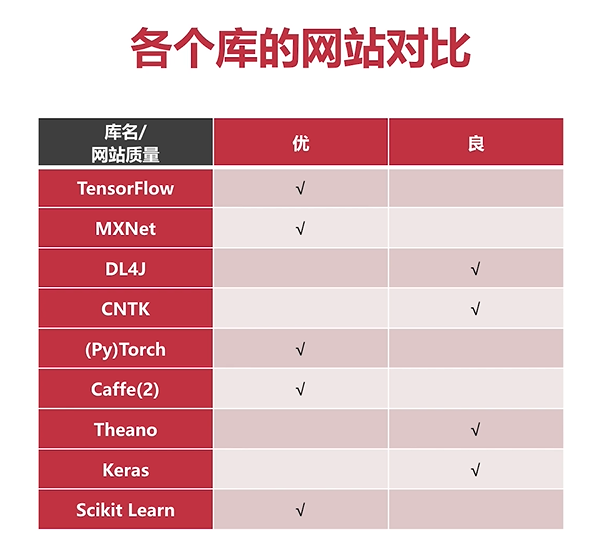 各个库的网站对比
库名/
网站质量
优
良
TensorFlow
√
MXNet
√
DL4J
√
CNTK
√
(Py)Torch
√
Caffe(2)
√
Theano
√
Keras
√
Scikit Learn
√